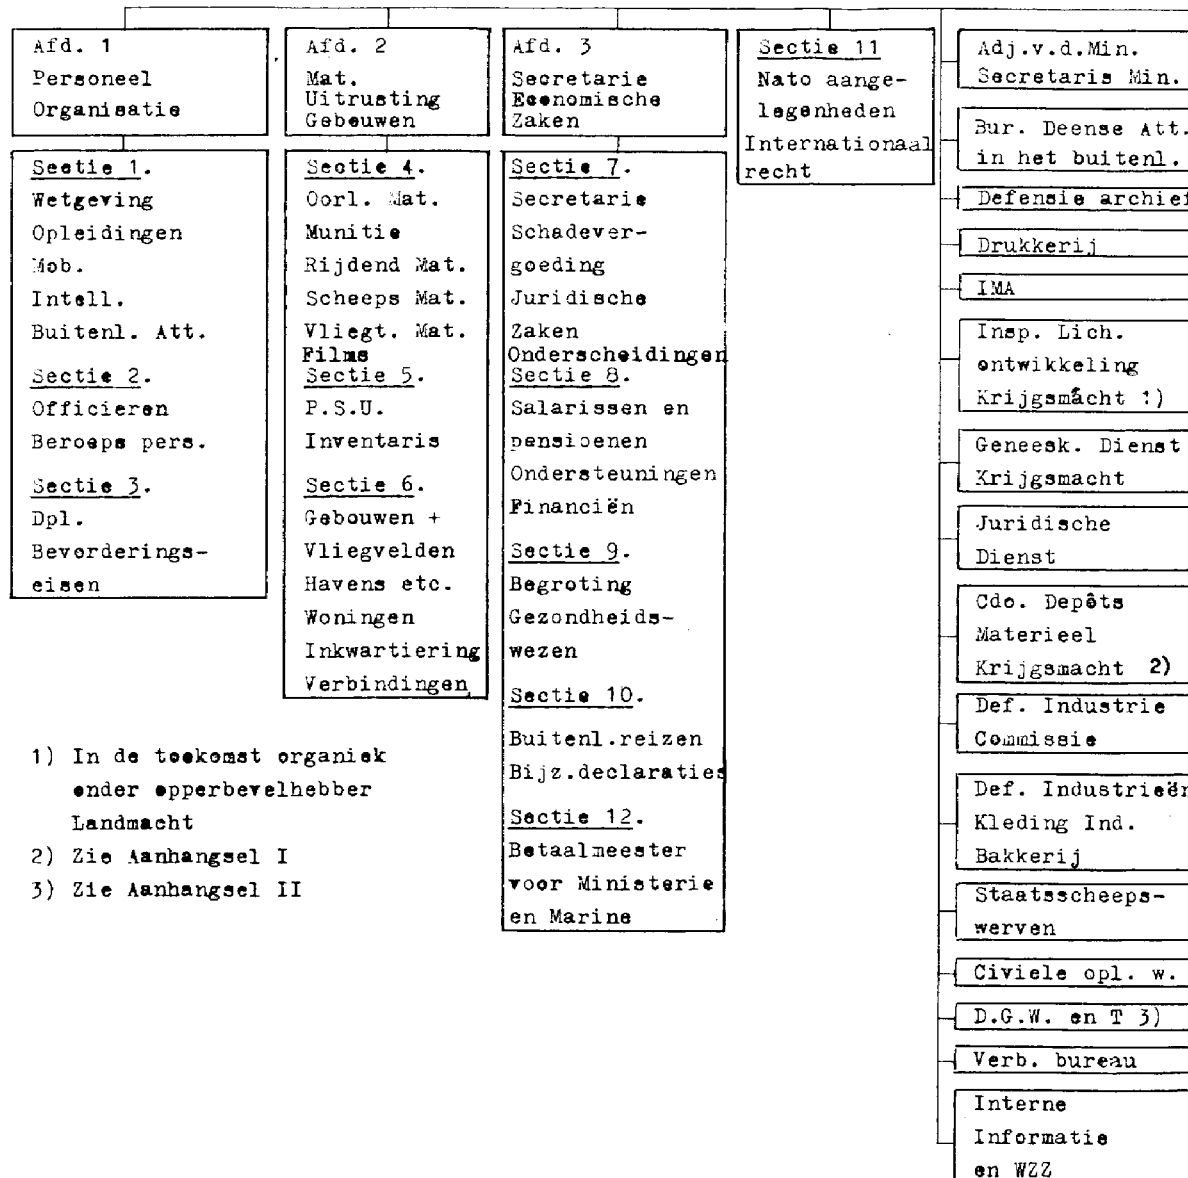 Afd. 1
Personeel
Organisatie
Sectie 1.
Wetgeving
Opleidingen
Mob.
Intell.
Buitenl. Att.
Sectie 2.
Officieren
Beroeps pers.
Sectie 3.
Dpl.
Bevorderings-
eisen
Afd. 2
Mat.
Uitrusting
Gebouwen
Sectie 4.
Oorl. Mat.
Munitie
Rijdend Mat.
Scheeps Mat.
Vliegt. Mat.
Films
Sectie 5.
P.S.U.
Inventaris
Sectie 6.
Gebouwen +
Vliegvelden
Havens etc.
Woningen
Inkwartiering
Verbindingen
Afd. 3
Secretarie
Economische
Zaken
Sectie 7.
Secretarie
Schadever-
goeding
Juridische
Zaken
Onderscheidingen
Sectie 8.
Salarissen en
pensioenen
Ondersteuningen
Financiën
Sectie 9.
Begroting
Gezondheids-
wezen
Sectie 10.
Buitenl.reizen
Bijz.declaraties
Sectie 12.
Betaalmeester
voor Ministerie
en Marine
Sectie 11
Nato aange-
legenheden
Internationaal
recht
Adj.v.d.Min.
Secretaris Min.
Bur. Deense Att.
in het buitenl.
Defensie archief
Drukkerij
IMA
Insp. Lich.
ontwikkeling
Krijgsmacht 1)
Geneesk. Dienst
Krijgsmacht
Juridische
Dienst
Cdo. Depêts
Materieel
Krijgsmacht 2)
Def. Industrie
Commissie
Def. Industrieën
Kleding Ind.
Bakkerij
Staatsscheeps-
werven
Civiele opl. w.
D.G.W. en T 3)
Verb. bureau
Interne
Informatie
en WZZ
1) In de toekomst organiek
onder opperbevelhebber
Landmacht
2) Zie Aanhangsel I
3) Zie Aanhangsel II